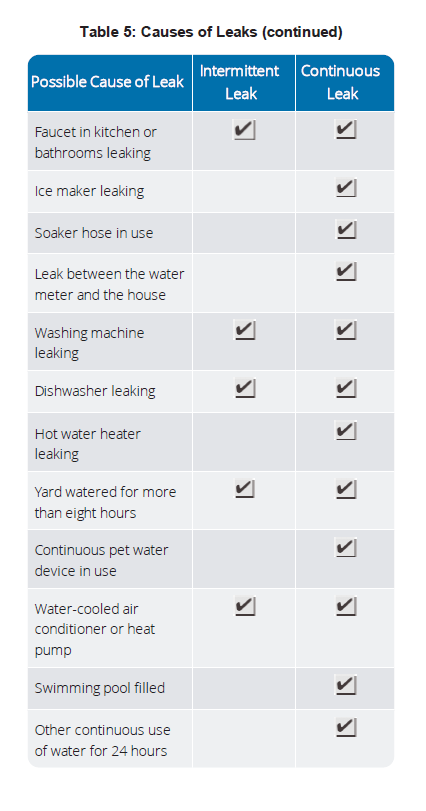 Table 5: Causes of Leaks (continued)
Possible Cause of Leak
Intermittent
Leak
Continuous
Leak
Faucet in kitchen or
bathrooms leaking
✔ ✔
Ice maker leaking
✔
Soaker hose in use
✔
Leak between the water
meter and the house
✔
Washing machine
leaking
✔ ✔
Dishwasher leaking
✔ ✔
Hot water heater
leaking
✔
Yard watered for more
than eight hours
✔ ✔
Continuous pet water
device in use
✔
Water-cooled air
conditioner or heat
pump
✔ ✔
Swimming pool filled
✔
Other continuous use
of water for 24 hours
✔